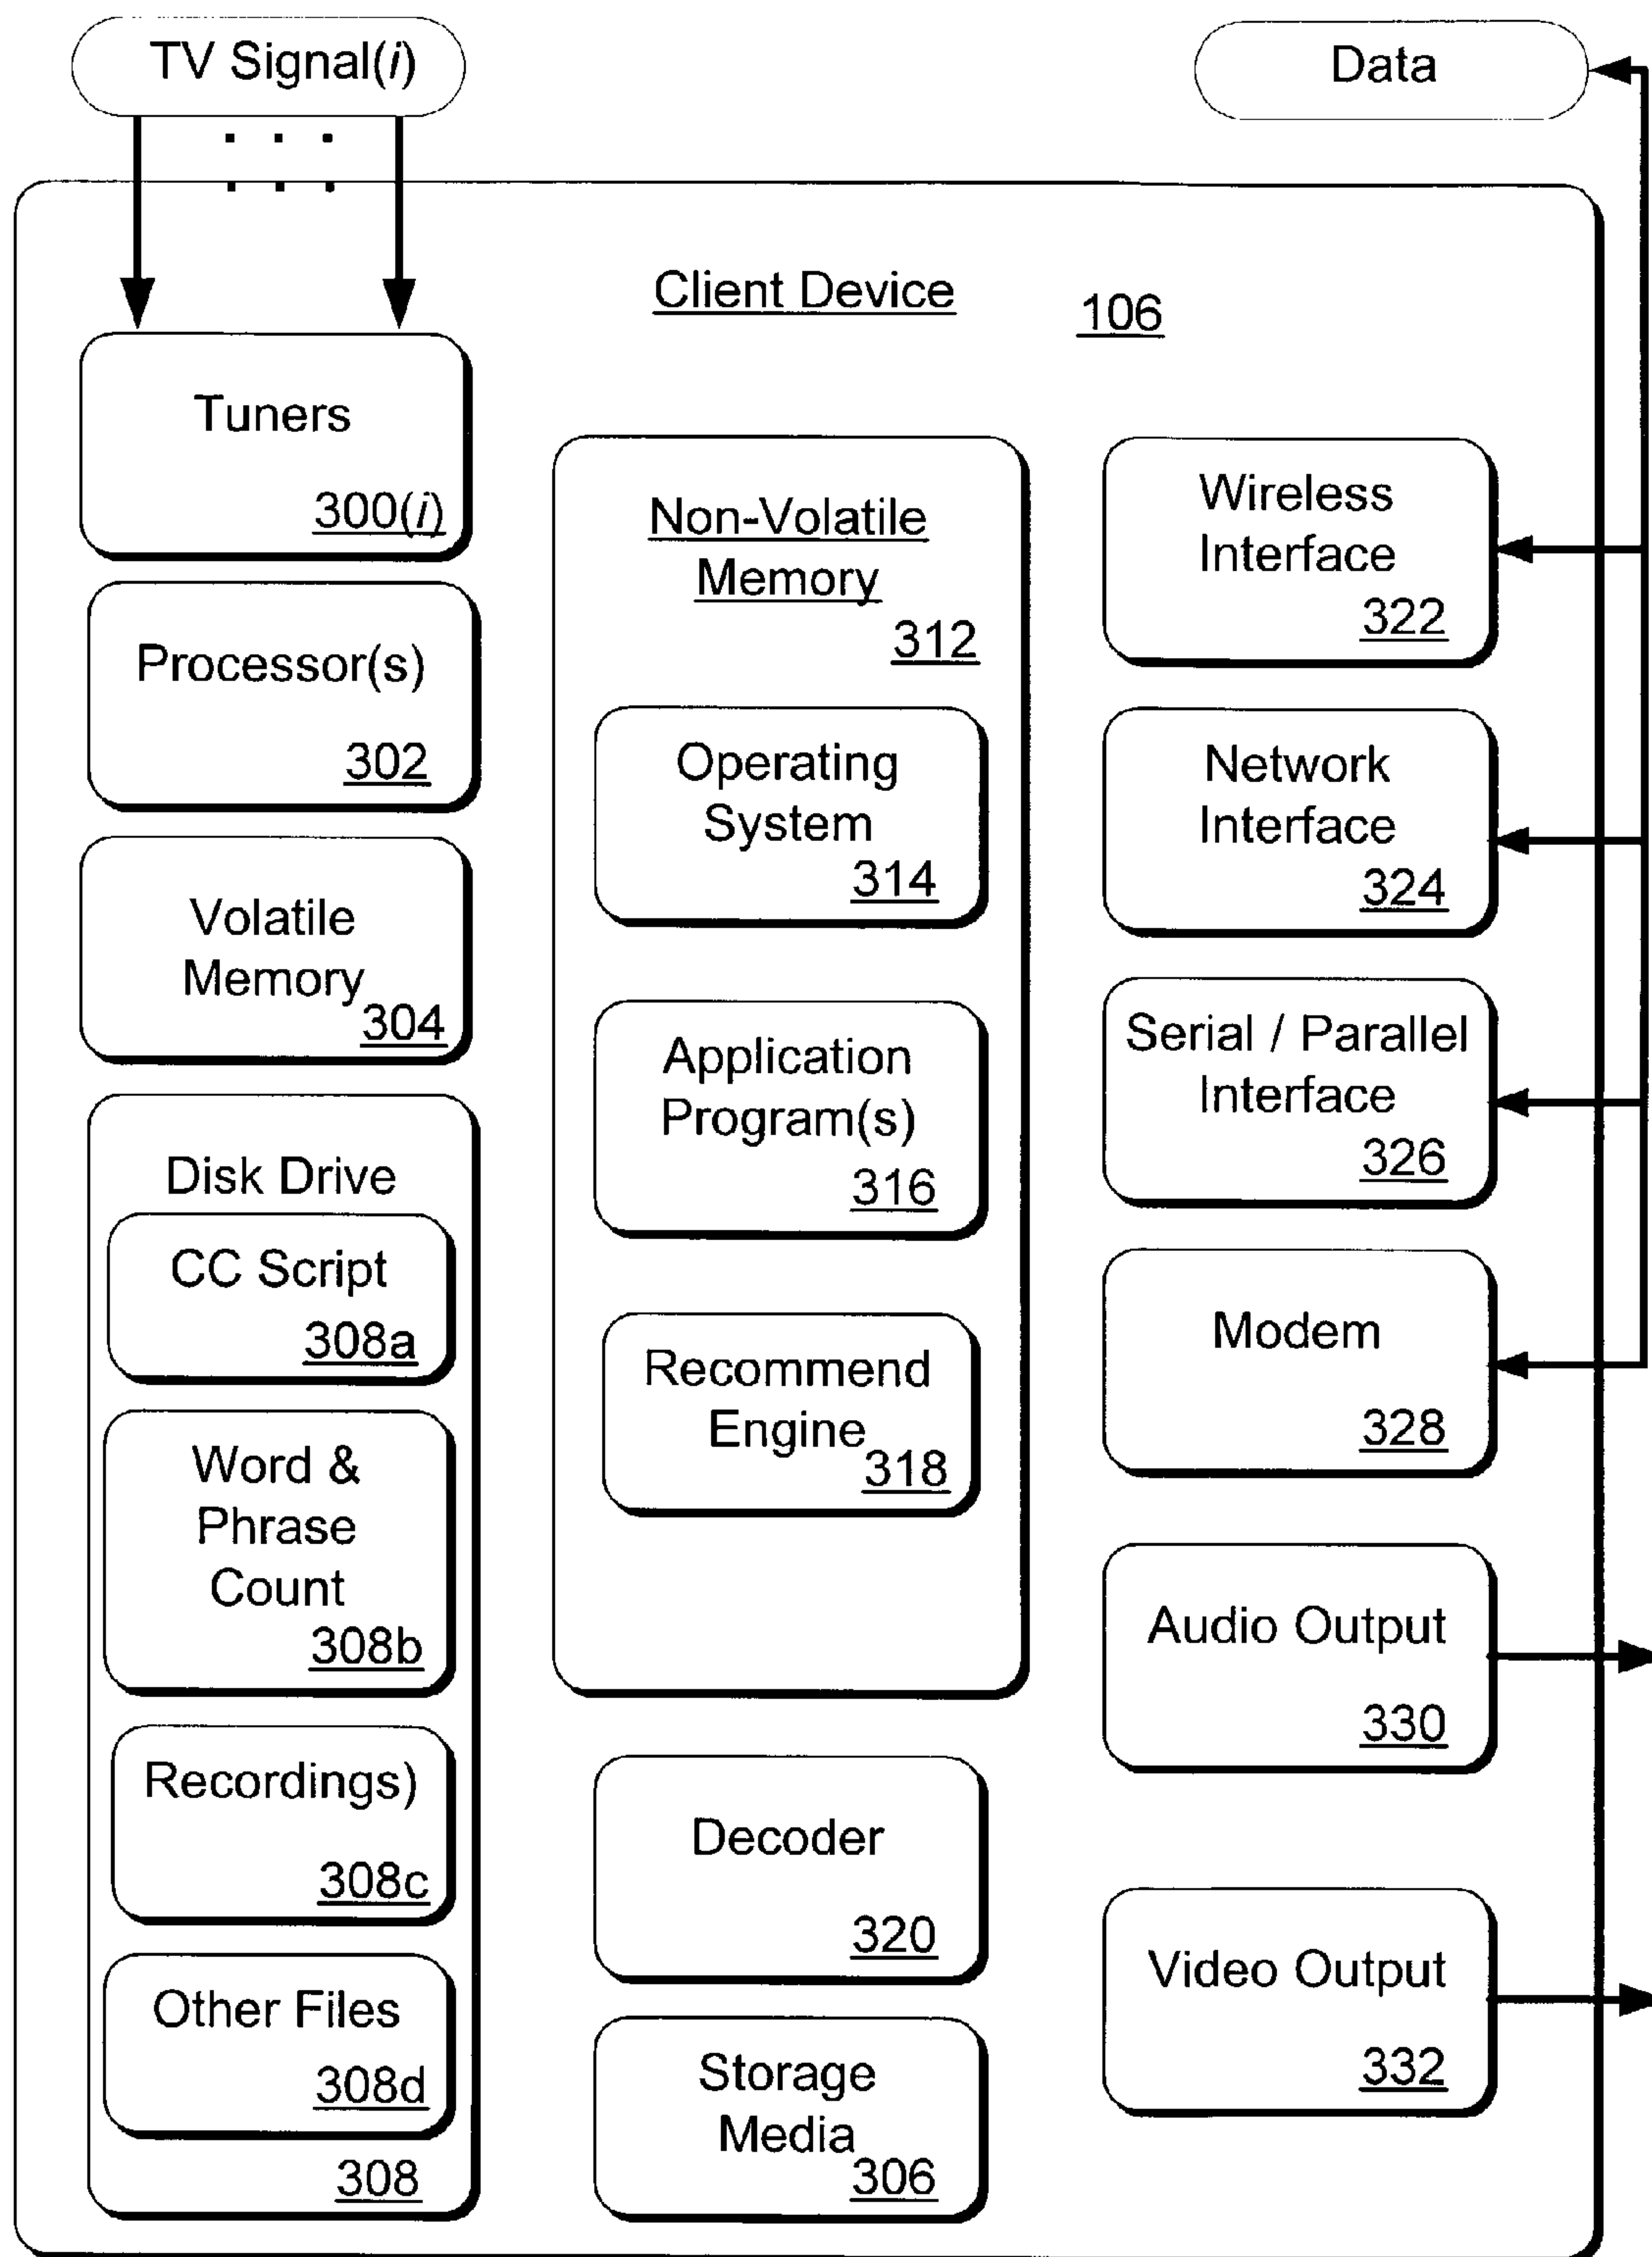 TV Signal(i)
Data
Client Device
106
Tuners
300(i)
Processor(s)
302
Volatile
Memory
304
Disk Drive
CC Script
308a
Word &
Phrase
Count
308b
Recordings)
308c
Other Files
308d
308
Non-Volatile
Memory
312
Operating
System
314
Application
Program(s)
316
Recommend
Engine
318
Decoder
320
Storage
Media
306
Wireless
Interface
322
Network
Interface
324
Serial / Parallel
Interface
326
Modem
328
Audio Output
330
Video Output
332